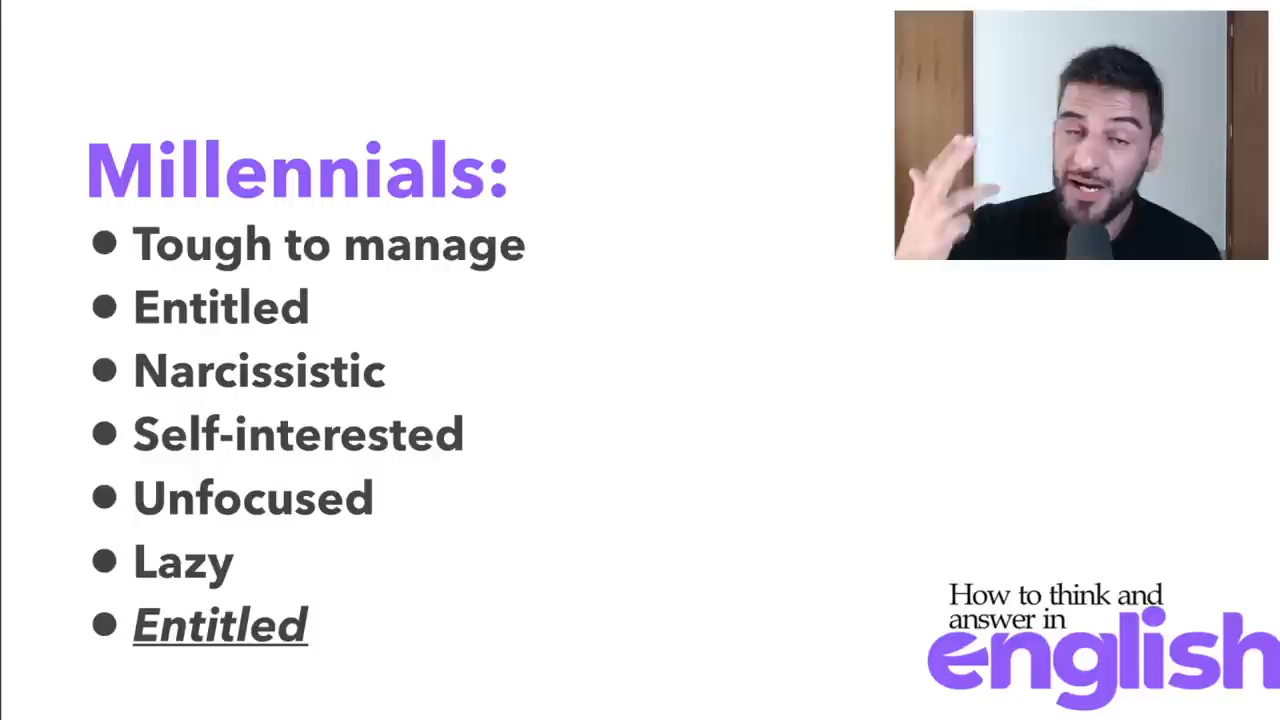 Millennials:
● Tough to manage
● Entitled
● Narcissistic
● Self-interested
● Unfocused
● Lazy
● Entitled
How to think and
answer in
english